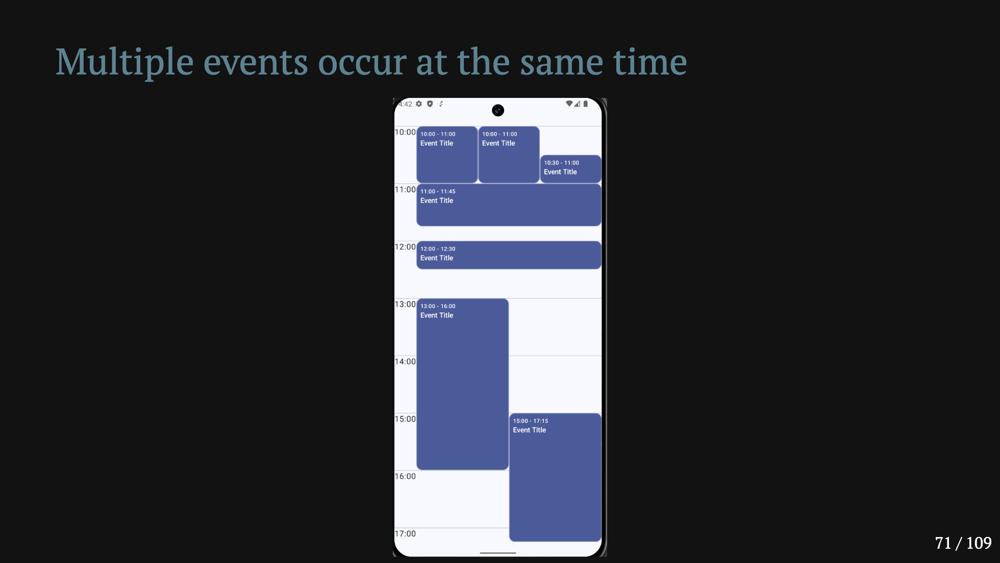 Multiple events occur at the same time
4:42
10:00
10:00 - 11:00
Event Title
10:00 - 11:00
Event Title
10:30 - 11:00
Event Title
11:00
11:00 - 11:45
Event Title
12:00
12:00 - 12:30
Event Title
13:00
13:00 - 16:00
Event Title
14:00
15:00
15:00 - 17:15
Event Title
16:00
17:00
71 / 109